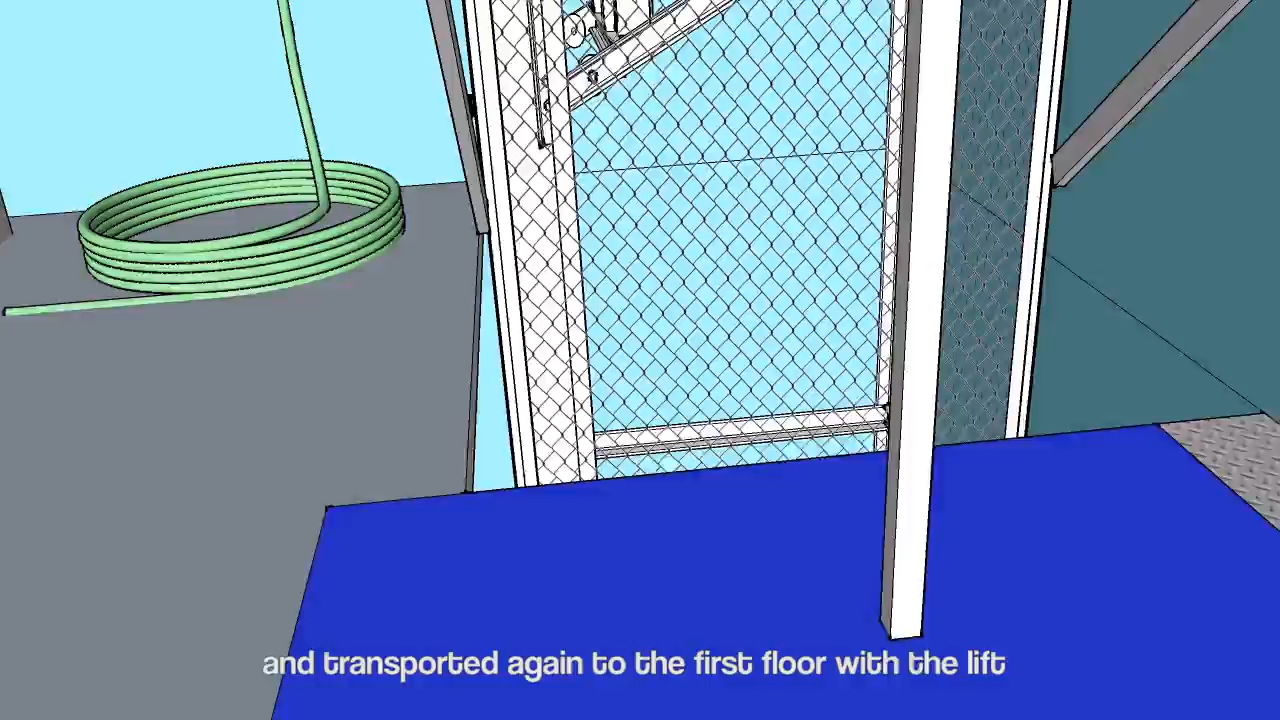 and transported again to the first floor with the lift